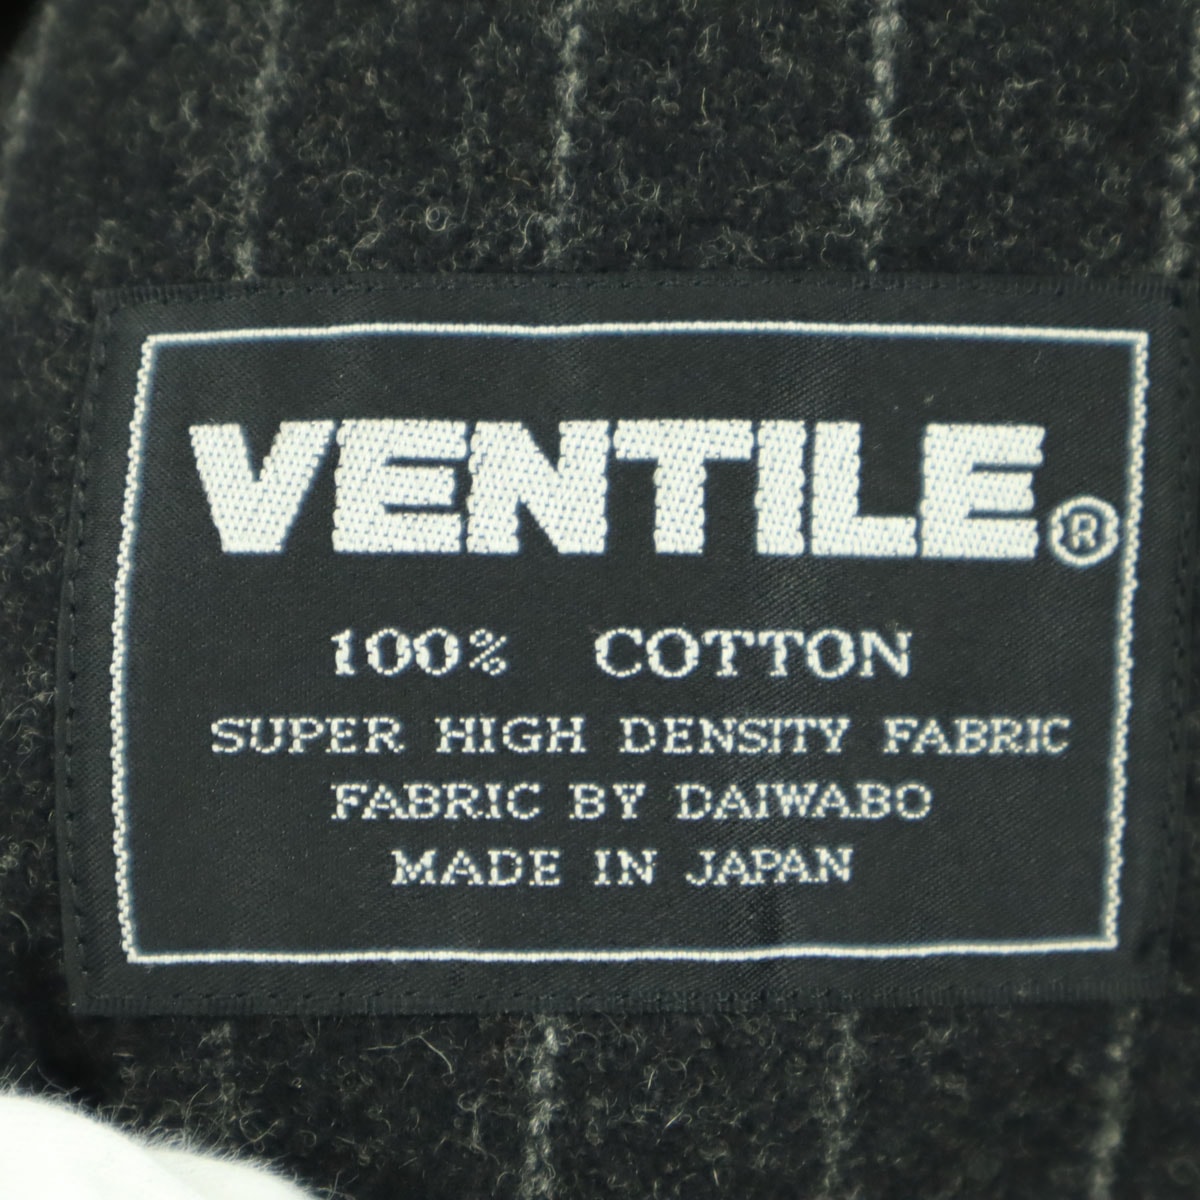 VENTILE®
100% COTTON
SUPER HIGH DENSITY FABRIC
FABRIC BY DAIWABO
MADE IN JAPAN